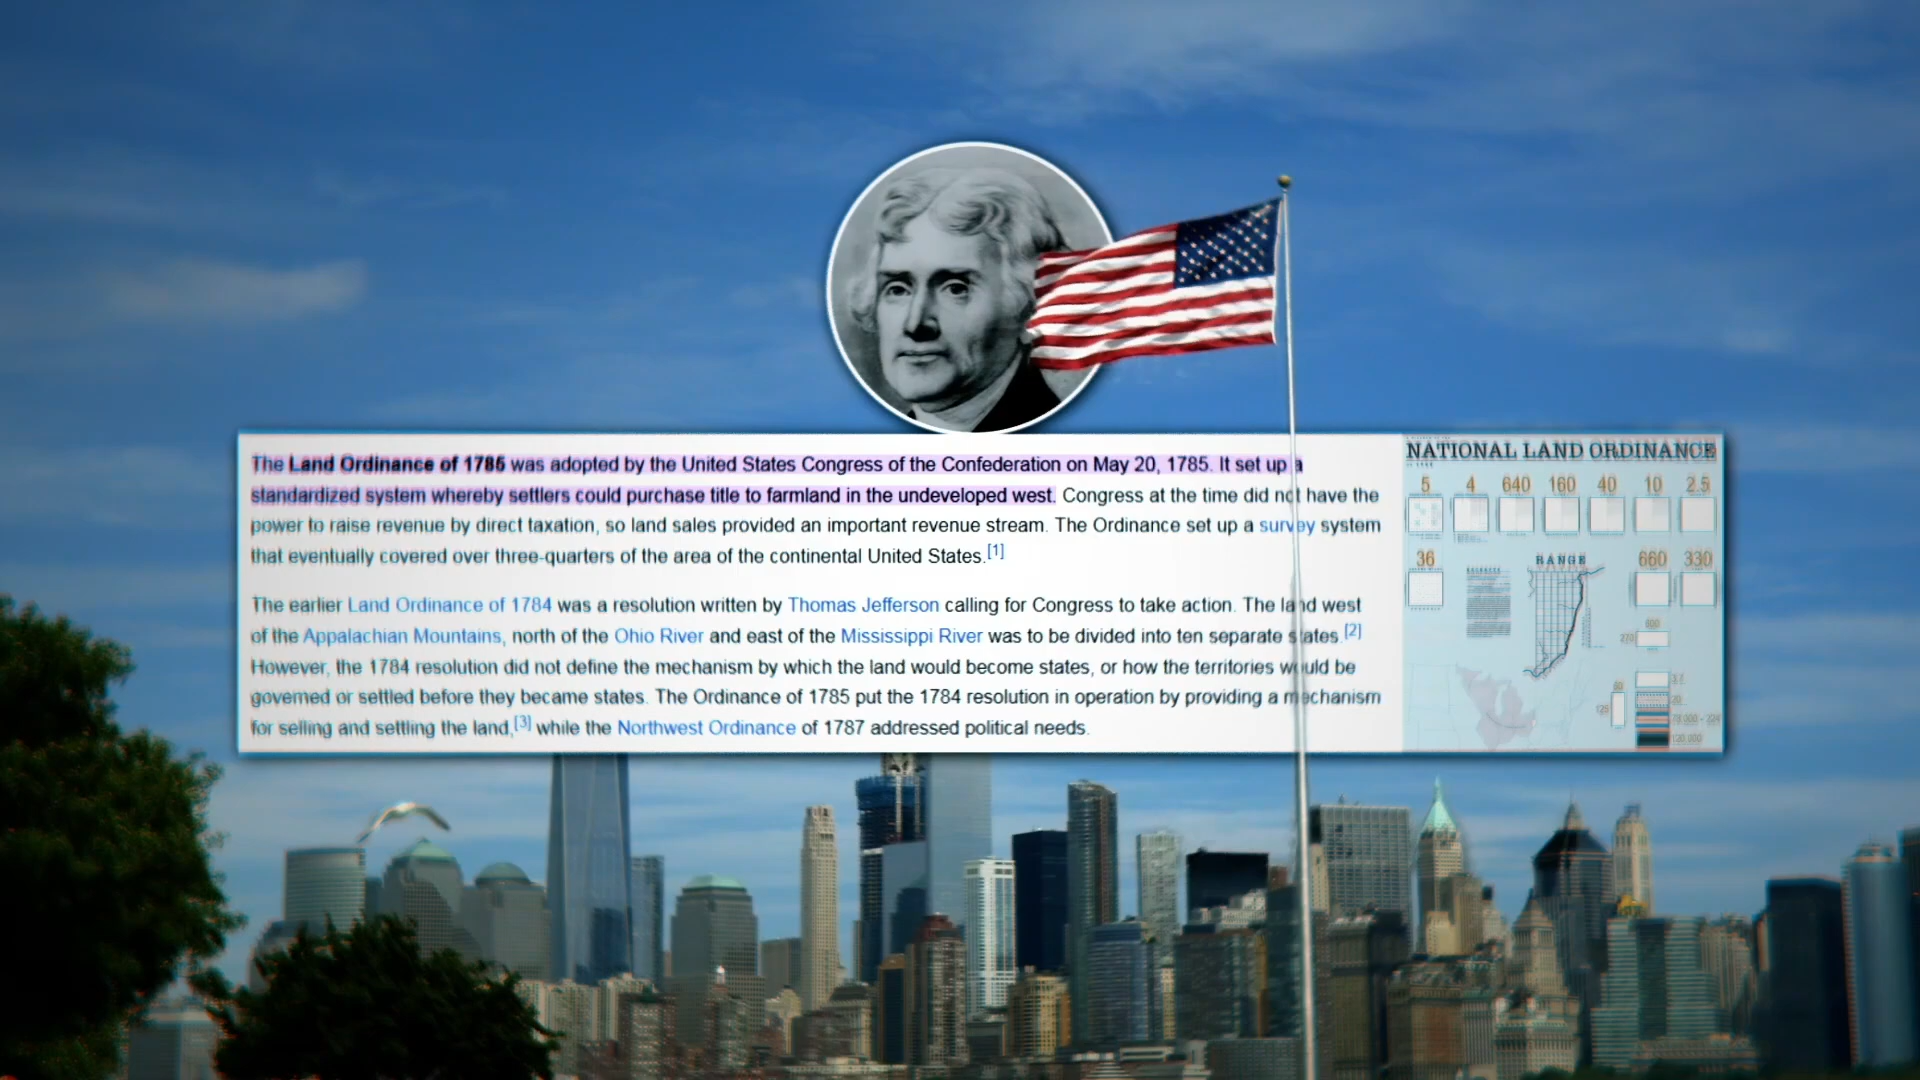 The Land Ordinance of 1785 was adopted by the United States Congress of the Confederation on May 20, 1785. It set up a
standardized system whereby settlers could purchase title to farmland in the undeveloped west. Congress at the time did not have the
power to raise revenue by direct taxation, so land sales provided an important revenue stream. The Ordinance set up a survey system
that eventually covered over three-quarters of the area of the continental United States.[1]
The earlier Land Ordinance of 1784 was a resolution written by Thomas Jefferson calling for Congress to take action. The land west
of the Appalachian Mountains, north of the Ohio River and east of the Mississippi River was to be divided into ten separate states.[2]
However, the 1784 resolution did not define the mechanism by which the land would become states, or how the territories would be
governed or settled before they became states. The Ordinance of 1785 put the 1784 resolution in operation by providing a mechanism
for selling and settling the land,[3] while the Northwest Ordinance of 1787 addressed political needs.
NATIONAL LAND ORDINANCE
5 4 640 160 40 10 2.5
36 RANGE 660 330